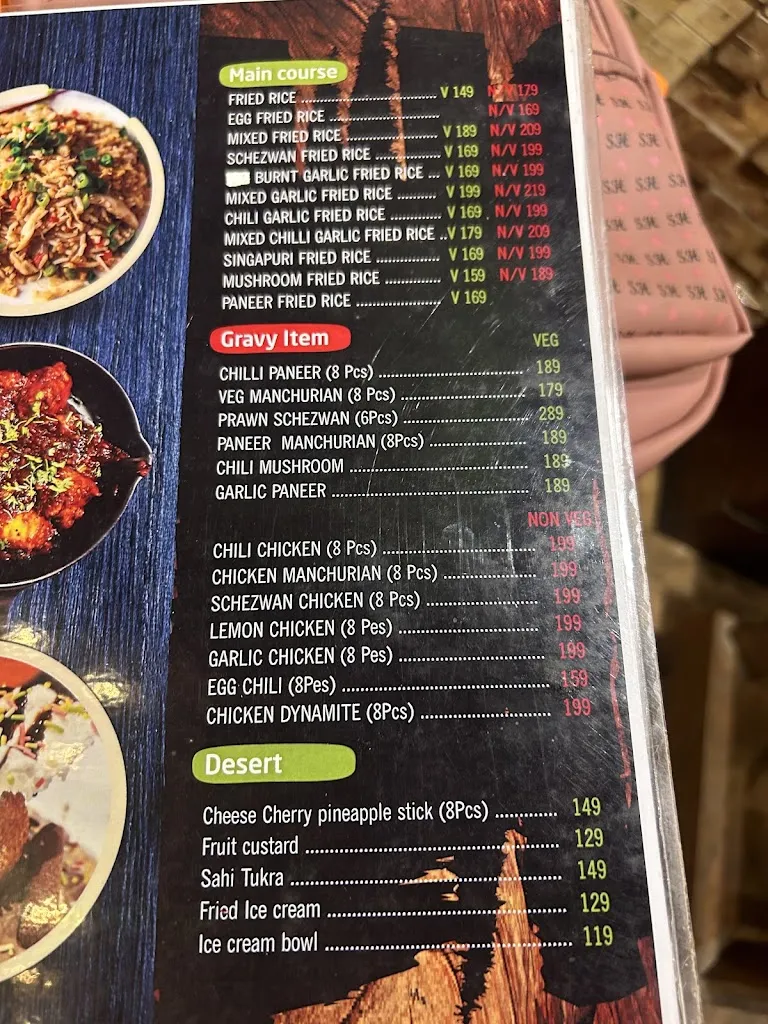 Main course
FRIED RICE .......... V 149 N/V 179
EGG FRIED RICE .......... N/V 169
MIXED FRIED RICE .......... V 189 N/V 209
SCHEZWAN FRIED RICE .......... V 169 N/V 199
BURNT GARLIC FRIED RICE .. V 169 N/V 199
MIXED GARLIC FRIED RICE ......... V 199 N/V 219
CHILI GARLIC FRIED RICE .......... V 169 N/V 199
MIXED CHILLI GARLIC FRIED RICE ..V 179 N/V 209
SINGAPURI FRIED RICE .......... V 169 N/V 199
MUSHROOM FRIED RICE .......... V 159 N/V 189
PANEER FRIED RICE .......... V 169
Gravy Item VEG
CHILLI PANEER (8 Pcs) .......... 189
VEG MANCHURIAN (8 Pcs) .......... 179
PRAWN SCHEZWAN (6Pcs) .......... 289
PANEER MANCHURIAN (8Pcs) .......... 189
CHILI MUSHROOM .......... 189
GARLIC PANEER .......... 189
NON VEG
CHILI CHICKEN (8 Pcs) .......... 199
CHICKEN MANCHURIAN (8 Pcs) .......... 199
SCHEZWAN CHICKEN (8 Pcs) .......... 199
LEMON CHICKEN (8 Pes) .......... 199
GARLIC CHICKEN (8 Pes) .......... 199
EGG CHILI (8Pes) .......... 159
CHICKEN DYNAMITE (8Pcs) .......... 199
Desert
Cheese Cherry pineapple stick (8Pcs) .......... 149
Fruit custard .......... 129
Sahi Tukra .......... 149
Fried Ice cream .......... 129
Ice cream bowl .......... 119